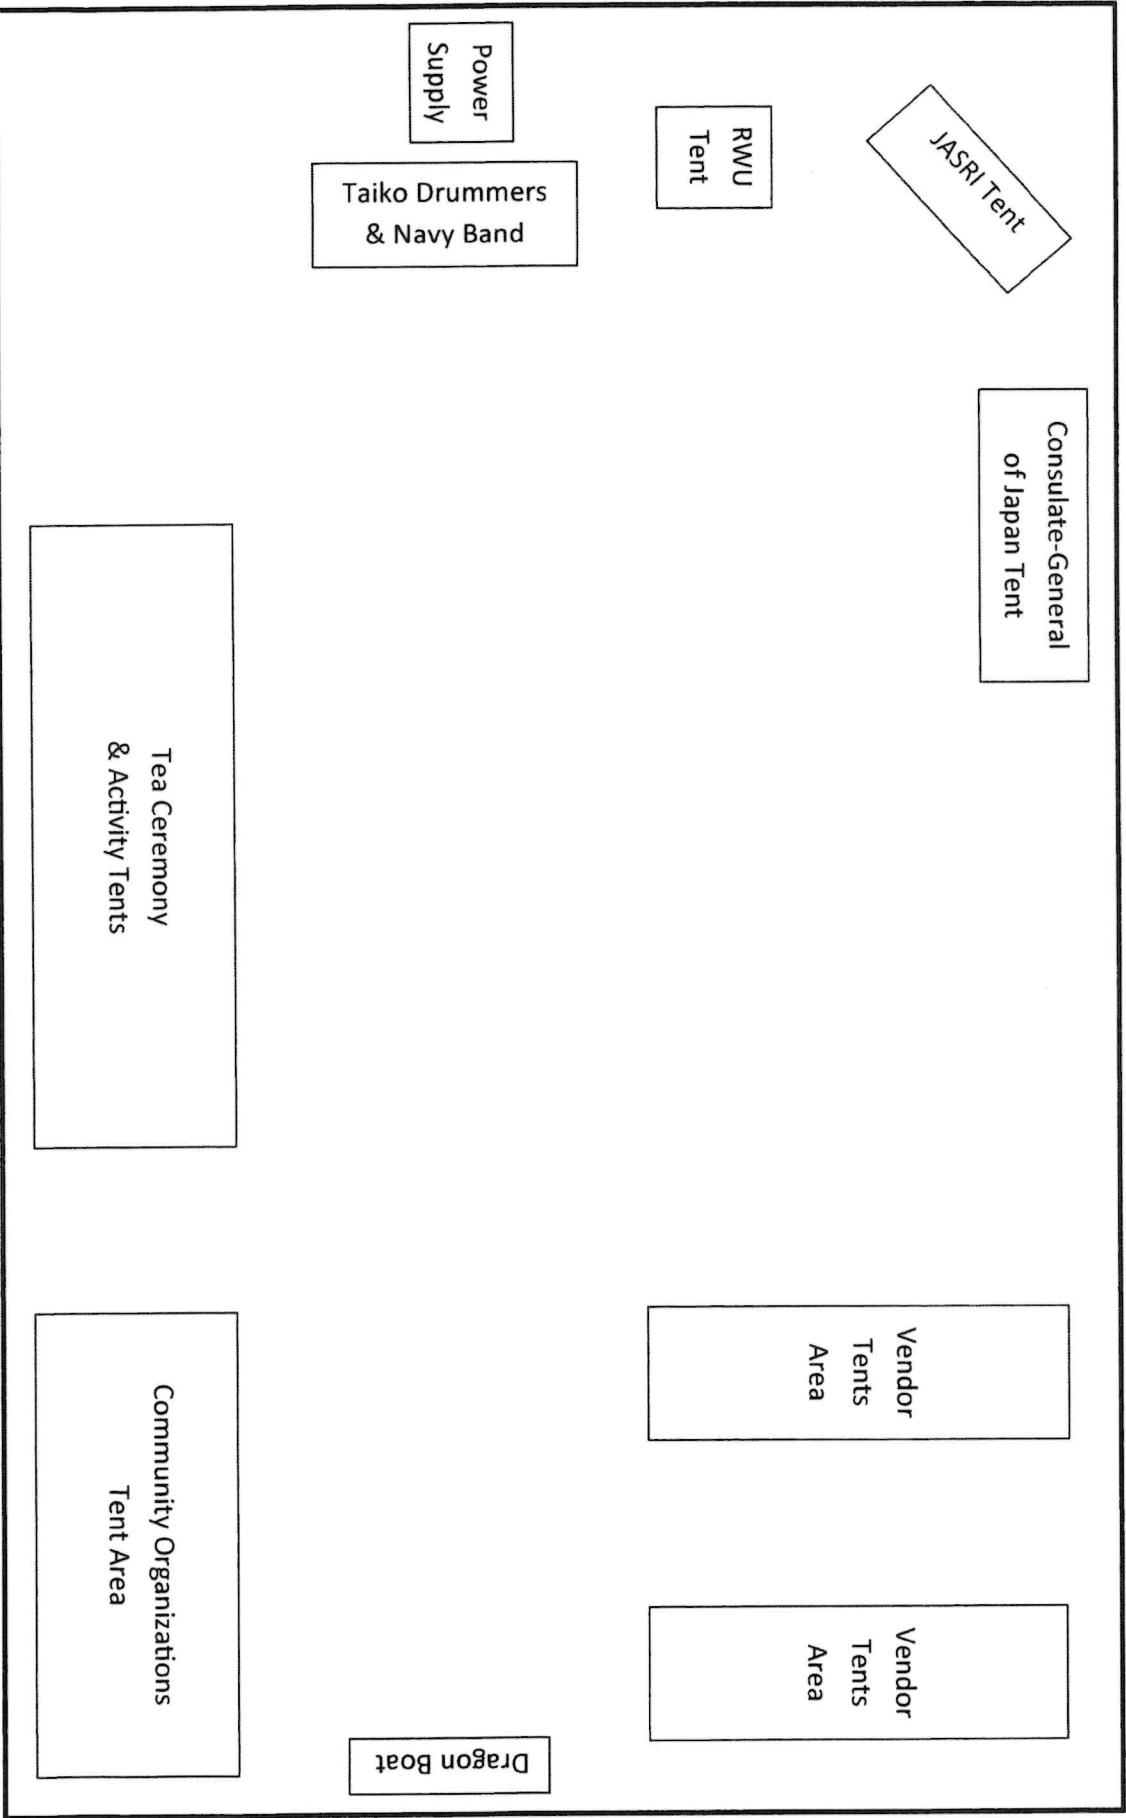 Power
Supply
Taiko Drummers
& Navy Band
RWU
Tent
JASRI Tent
Consulate-General
of Japan Tent
Tea Ceremony
& Activity Tents
Vendor
Tents
Area
Community Organizations
Tent Area
Vendor
Tents
Area
Dragon Boat